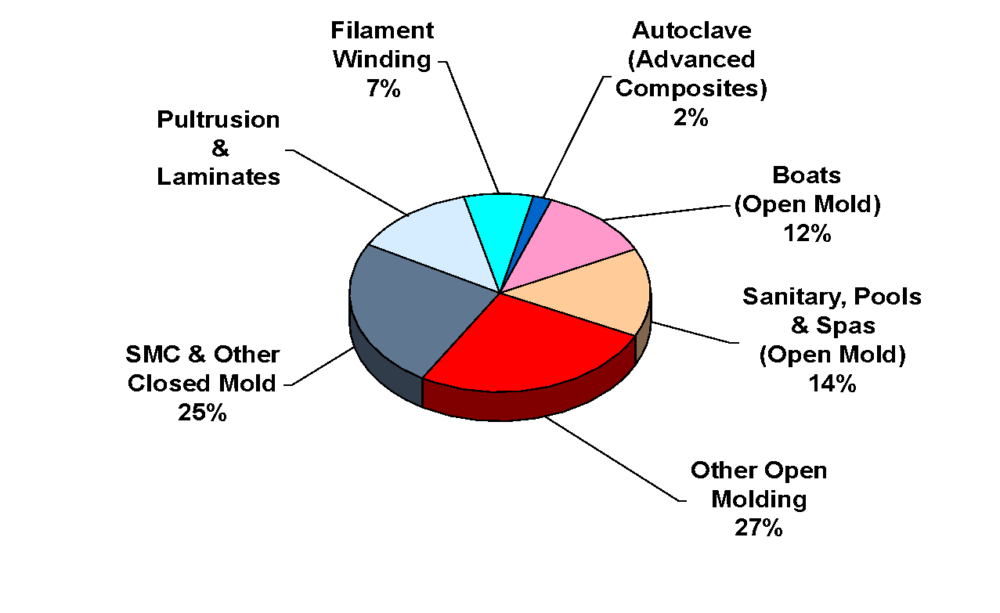 Filament
Winding
7%
Autoclave
(Advanced
Composites)
2%
Pultrusion
&
Laminates
Boats
(Open Mold)
12%
Sanitary, Pools
& Spas
(Open Mold)
14%
SMC & Other
Closed Mold
25%
Other Open
Molding
27%